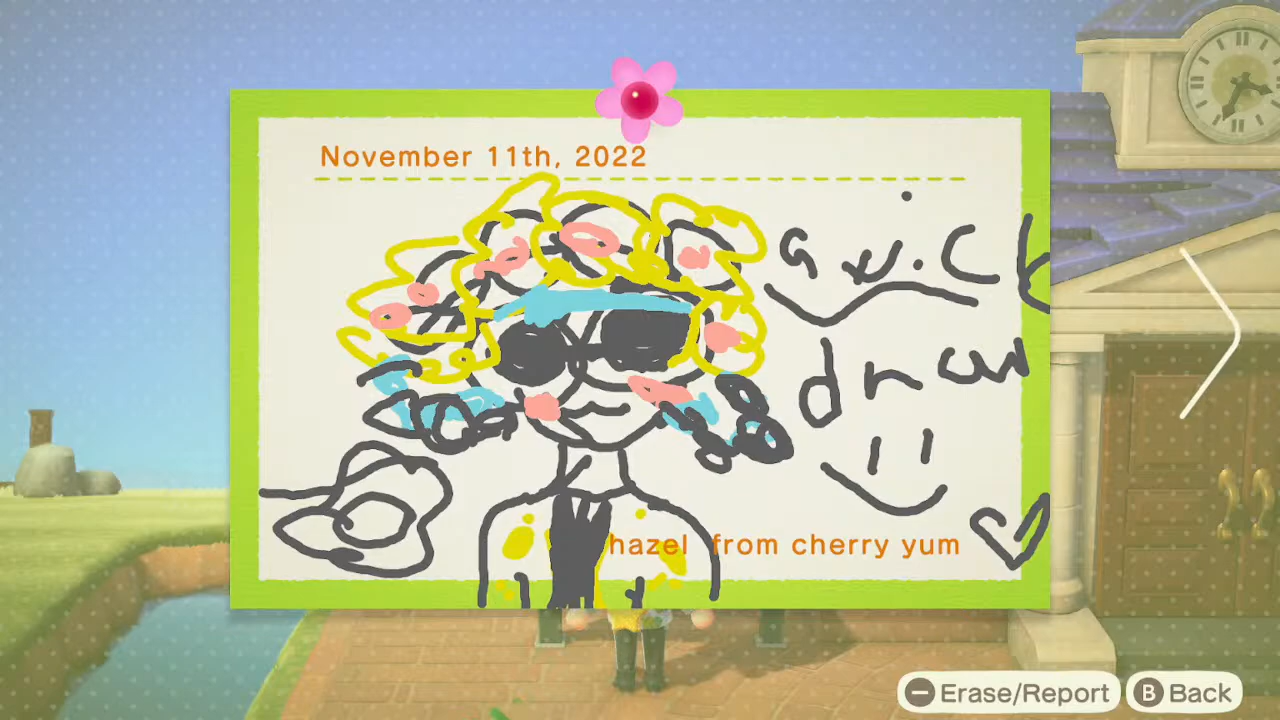 November 11th, 2022
quick
draw
hazel from cherry yum
Erase/Report
B Back